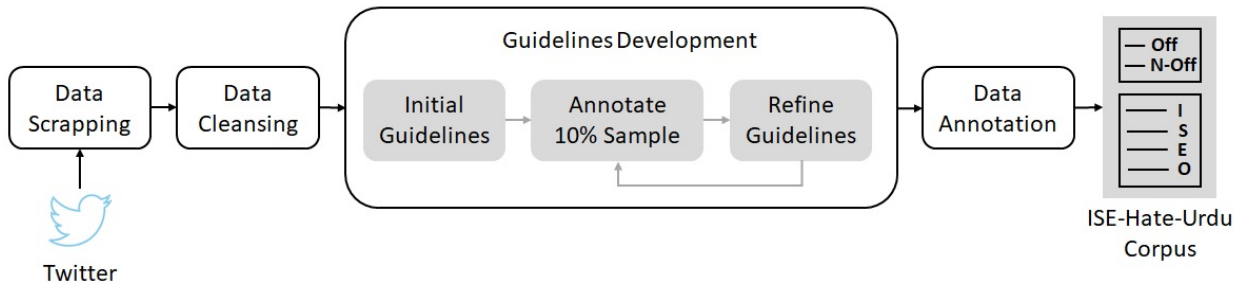 Guidelines Development
Data
Scrapping
Data
Cleansing
Initial
Guidelines
Annotate
10% Sample
Refine
Guidelines
Data
Annotation
Off
N-Off
I
S
E
O
ISE-Hate-Urdu
Corpus
Twitter